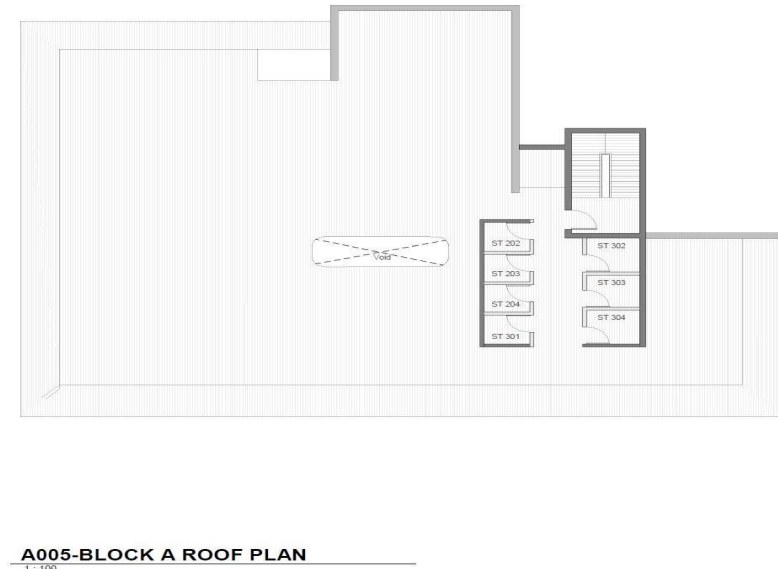 ST 202
ST 302
Void
ST 203
ST 303
ST 204
ST 304
ST 301
A005-BLOCK A ROOF PLAN
1 : 100